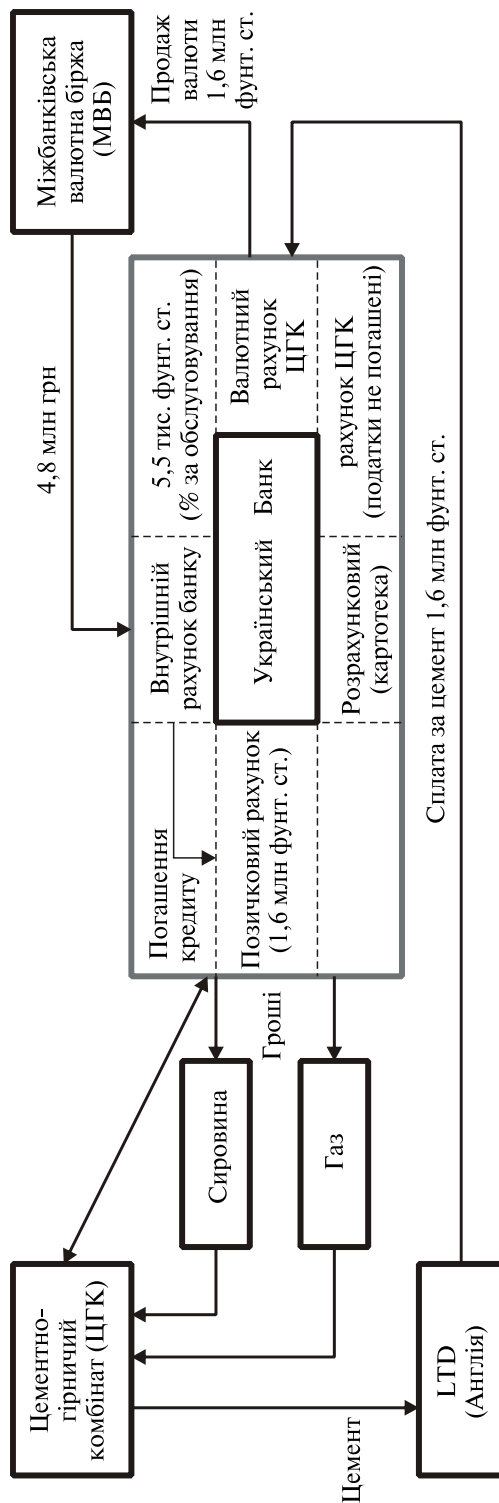 Цементно-
гірничий
комбінат (ЦГК)
Сировина
Газ
Гроші
Цемент
LTD
(Англія)
Погашення
кредиту
Позичковий рахунок
(1,6 млн фунт. ст.)
Внутрішній
рахунок банку
5,5 тис. фунт. ст.
(% за обслуговування)
Український Банк
Валютний
рахунок
ЦГК
Розрахунковий рахунок ЦГК
(картотека) (податки не погашені)
4,8 млн грн
Міжбанківська
валютна біржа
(МВБ)
Продаж
валюти
1,6 млн
фунт. ст.
Сплата за цемент 1,6 млн фунт. ст.